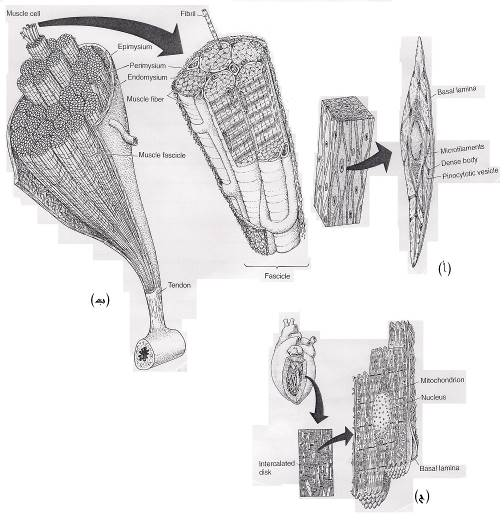 Muscle cell
Fibril
Epimysium
Perimysium
Endomysium
Muscle fiber
Muscle fascicle
Tendon
Fascicle
(ب)
Basal lamina
Microfilaments
Dense body
Pinocytotic vesicle
(أ)
Mitochondrion
Nucleus
Intercalated
disk
Basal lamina
(ج)